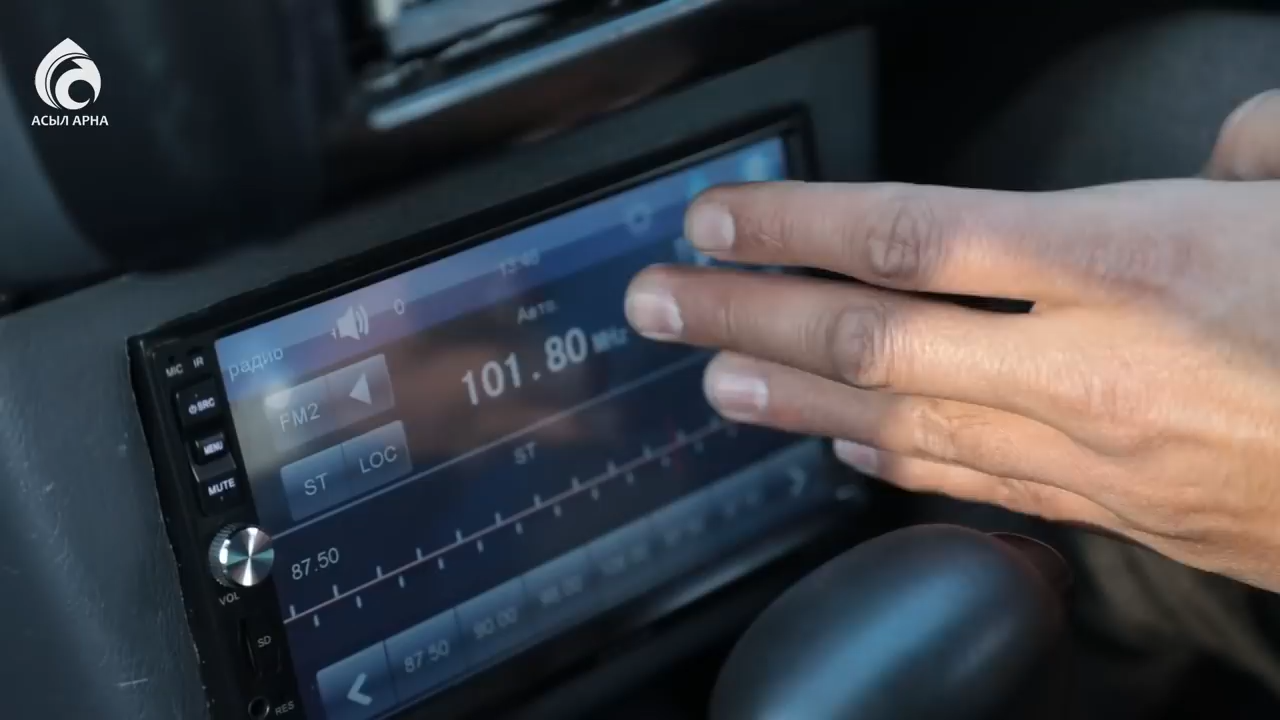 АСЫЛ АРНА
MIC IR
SRC
MENU
MUTE
VOL
SD
RES
радио
0
Авто.
FM2
101.80 MHz
ST LOC
ST
87.50
87.50 90.00